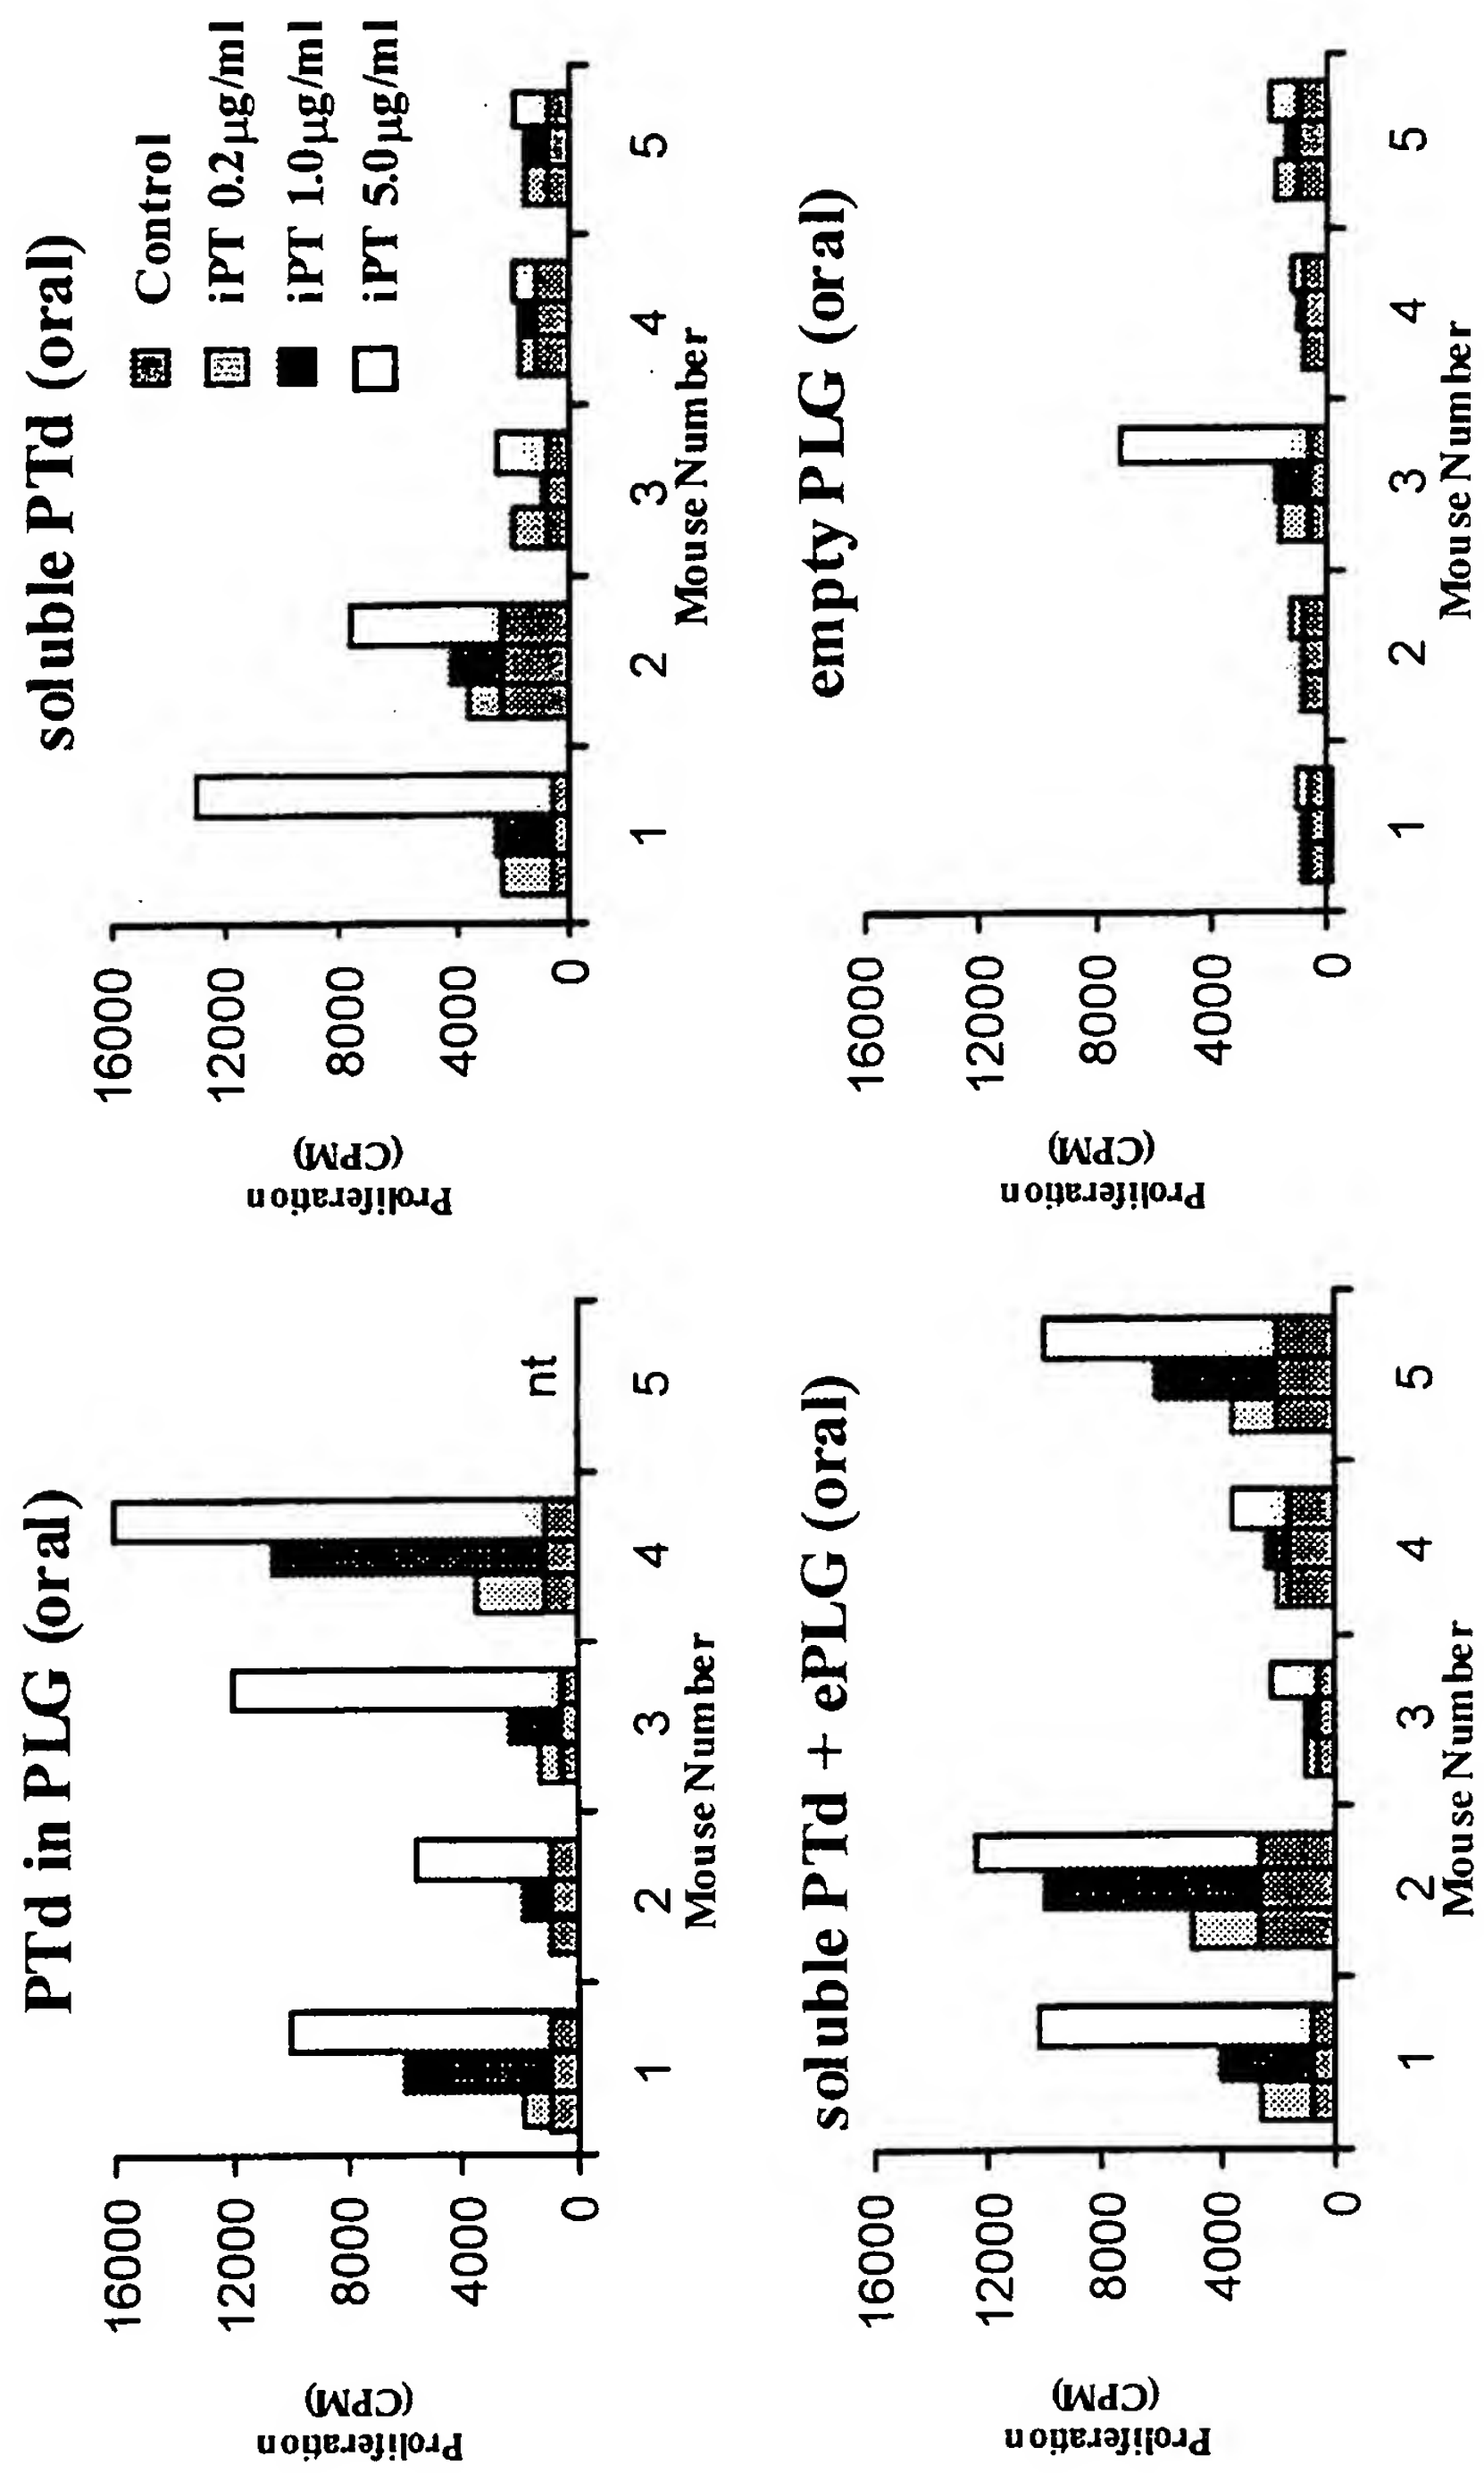 PTd in PLG (oral)
Proliferation
(CPM)
16000
12000
8000
4000
0
nt
1
2
3
4
5
Mouse Number
soluble PTd (oral)
Control
iPT 0.2µg/ml
iPT 1.0µg/ml
iPT 5.0µg/ml
Proliferation
(CPM)
16000
12000
8000
4000
0
1
2
3
4
5
Mouse Number
soluble PTd + ePLG (oral)
Proliferation
(CPM)
16000
12000
8000
4000
0
1
2
3
4
5
Mouse Number
empty PLG (oral)
Proliferation
(CPM)
16000
12000
8000
4000
0
1
2
3
4
5
Mouse Number